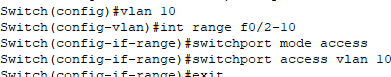 Switch(config)#vlan 10
Switch(config-vlan)#int range f0/2-10
Switch(config-if-range)#switchport mode access
Switch(config-if-range)#switchport access vlan 10
Switch(config-if-range)#exit